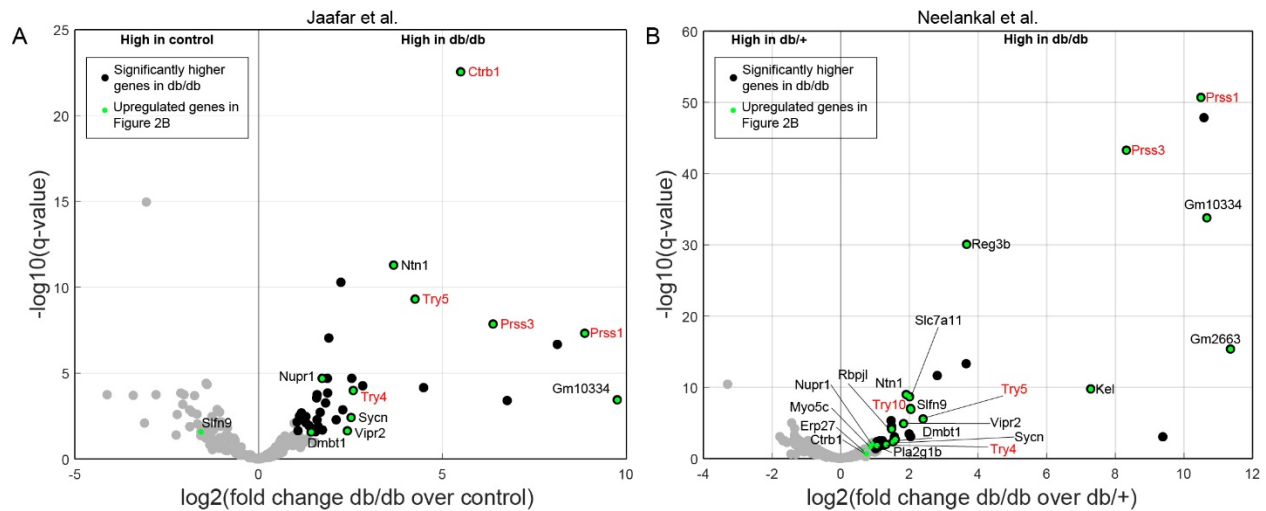 Jaafar et al.
A
High in control
High in db/db
Significantly higher
genes in db/db
Upregulated genes in
Figure 2B
25
20
15
10
5
0
-5
0
5
10
-log10(q-value)
log2(fold change db/db over control)
Ctrb1
Ntn1
Try5
Prss3
Prss1
Nupr1
Try4
Gm10334
Sycn
Slfn9
Dmbt1
Vipr2
Neelankal et al.
B
High in db/+
High in db/db
Significantly higher
genes in db/db
Upregulated genes in
Figure 2B
60
50
40
30
20
10
0
-4
-2
0
2
4
6
8
10
12
-log10(q-value)
log2(fold change db/db over db/+)
Prss1
Prss3
Gm10334
Reg3b
Slc7a11
Gm2663
Rbpjl
Ntn1
Try5
Kel
Nupr1
Try10
Slfn9
Myo5c
Vipr2
Erp27
Dmbt1
Sycn
Ctrb1
Pla2g1b
Try4